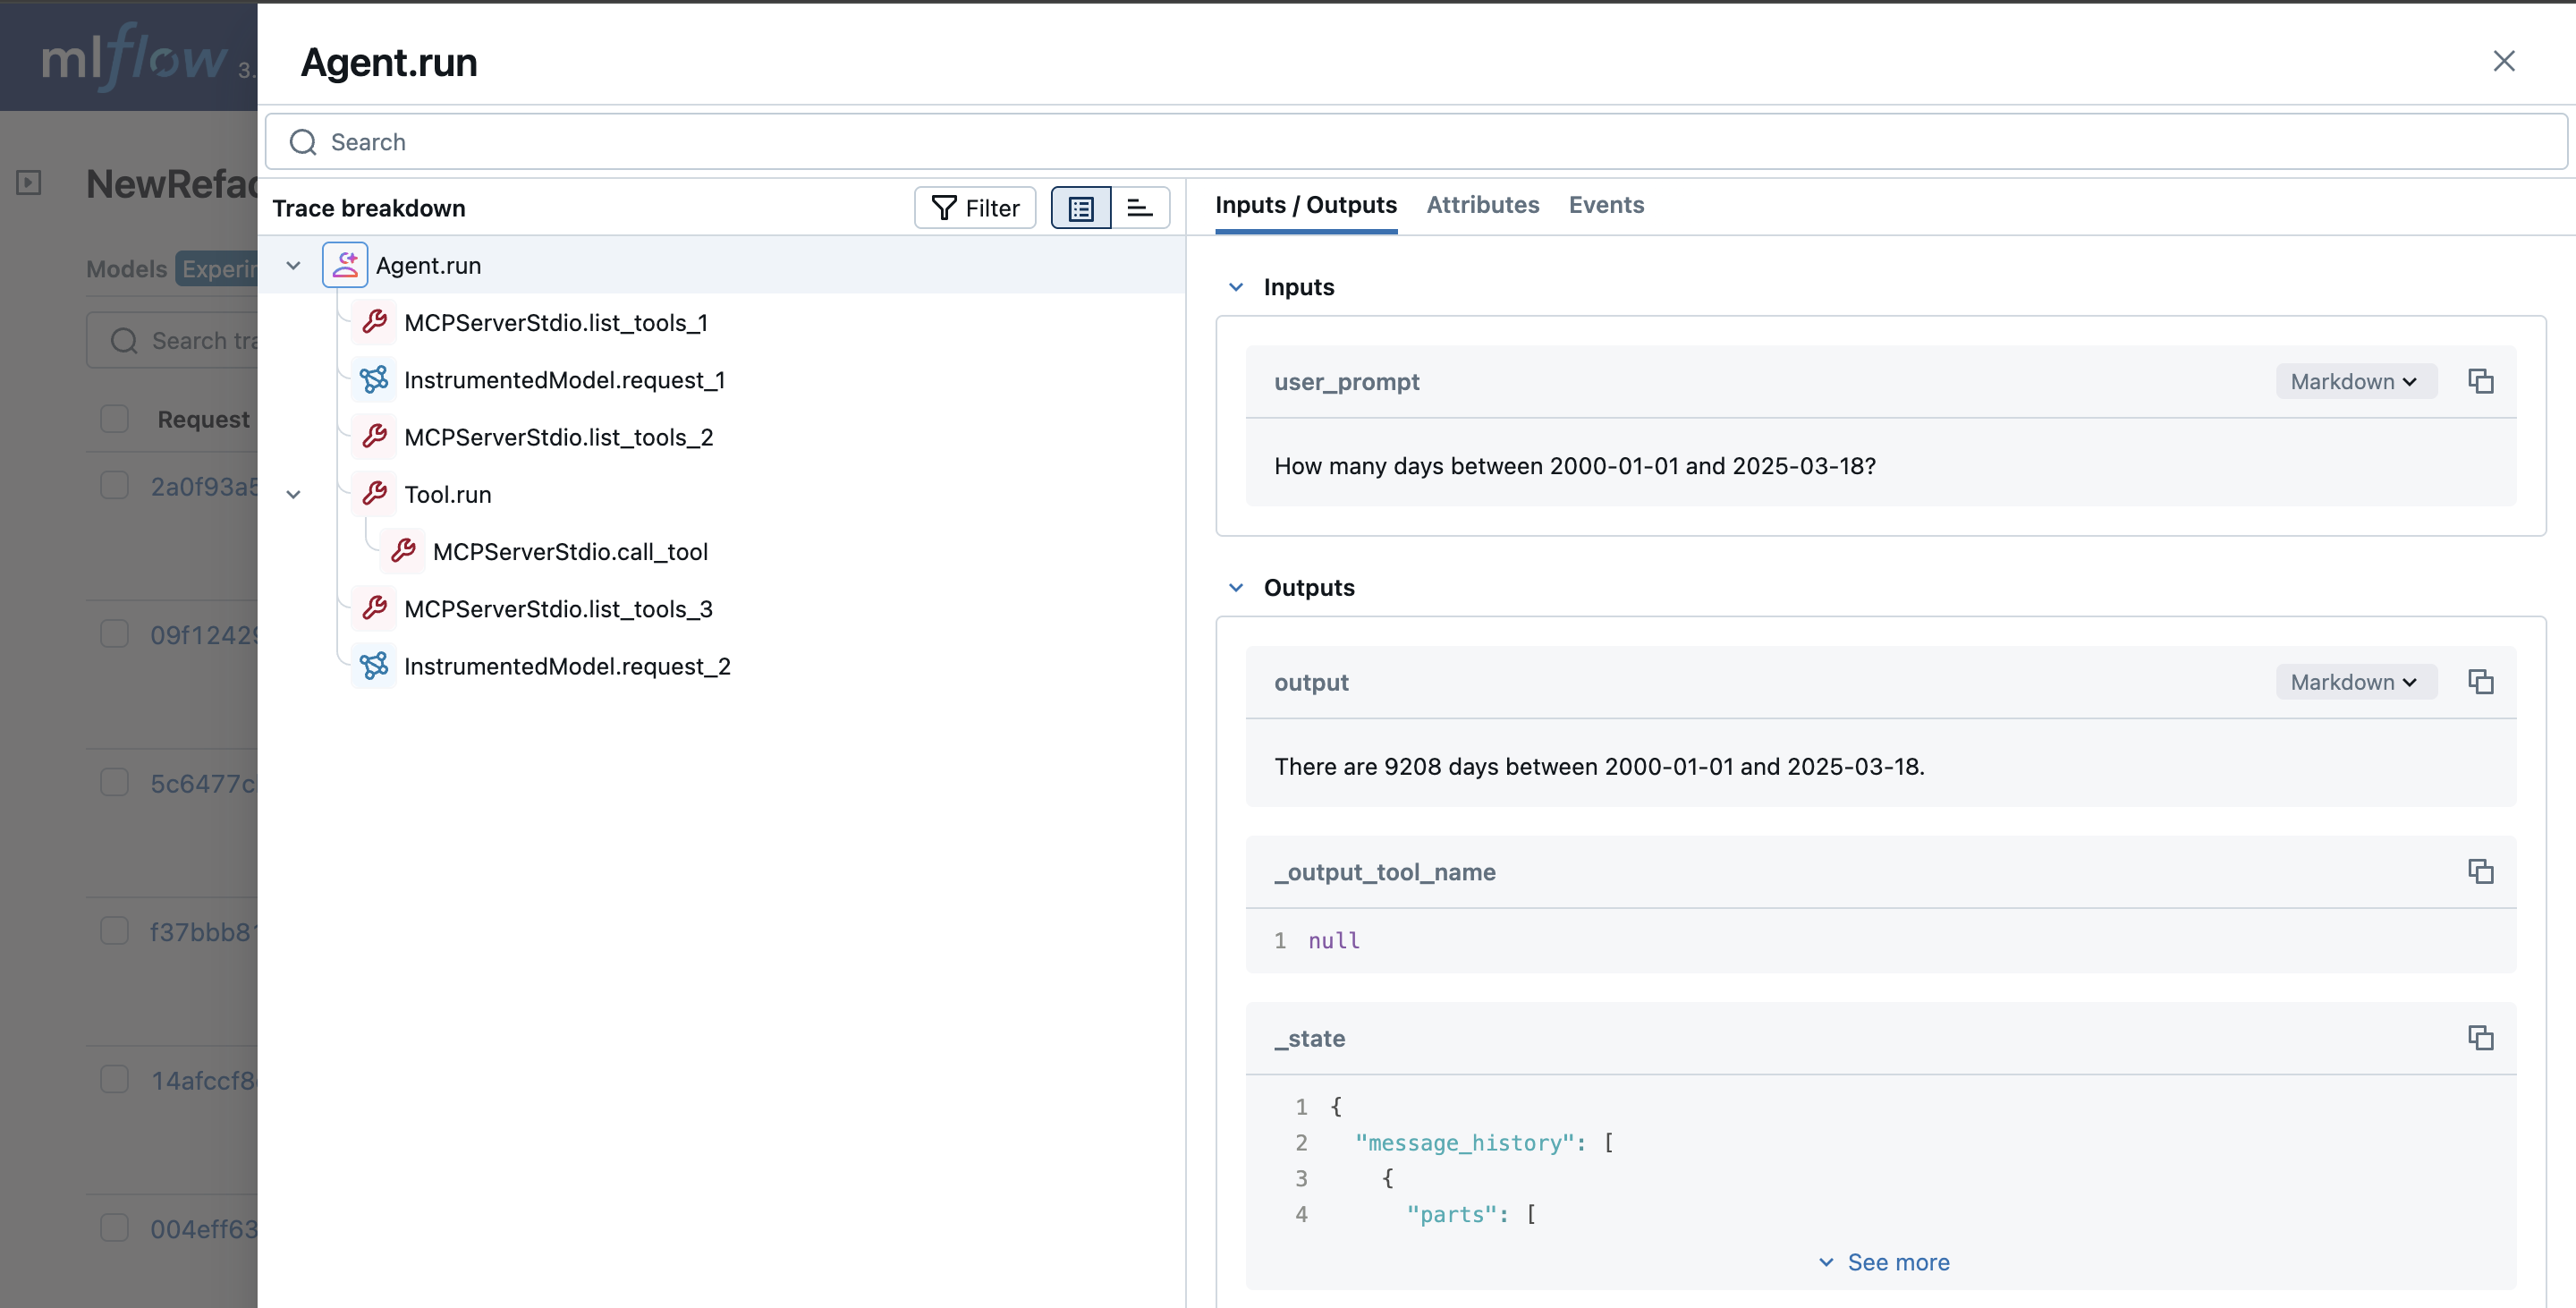 mlflow 3.
NewRefac
Models Experir
Search tra
Request
2a0f93a5
09f12429
5c6477c
f37bbb81
14afccf8
004eff63
Agent.run
Search
Trace breakdown
Filter
Agent.run
MCPServerStdio.list_tools_1
InstrumentedModel.request_1
MCPServerStdio.list_tools_2
Tool.run
MCPServerStdio.call_tool
MCPServerStdio.list_tools_3
InstrumentedModel.request_2
Inputs / Outputs Attributes Events
Inputs
user_prompt Markdown
How many days between 2000-01-01 and 2025-03-18?
Outputs
output Markdown
There are 9208 days between 2000-01-01 and 2025-03-18.
_output_tool_name
1 null
_state
1 {
2 "message_history": [
3 {
4 "parts": [
See more